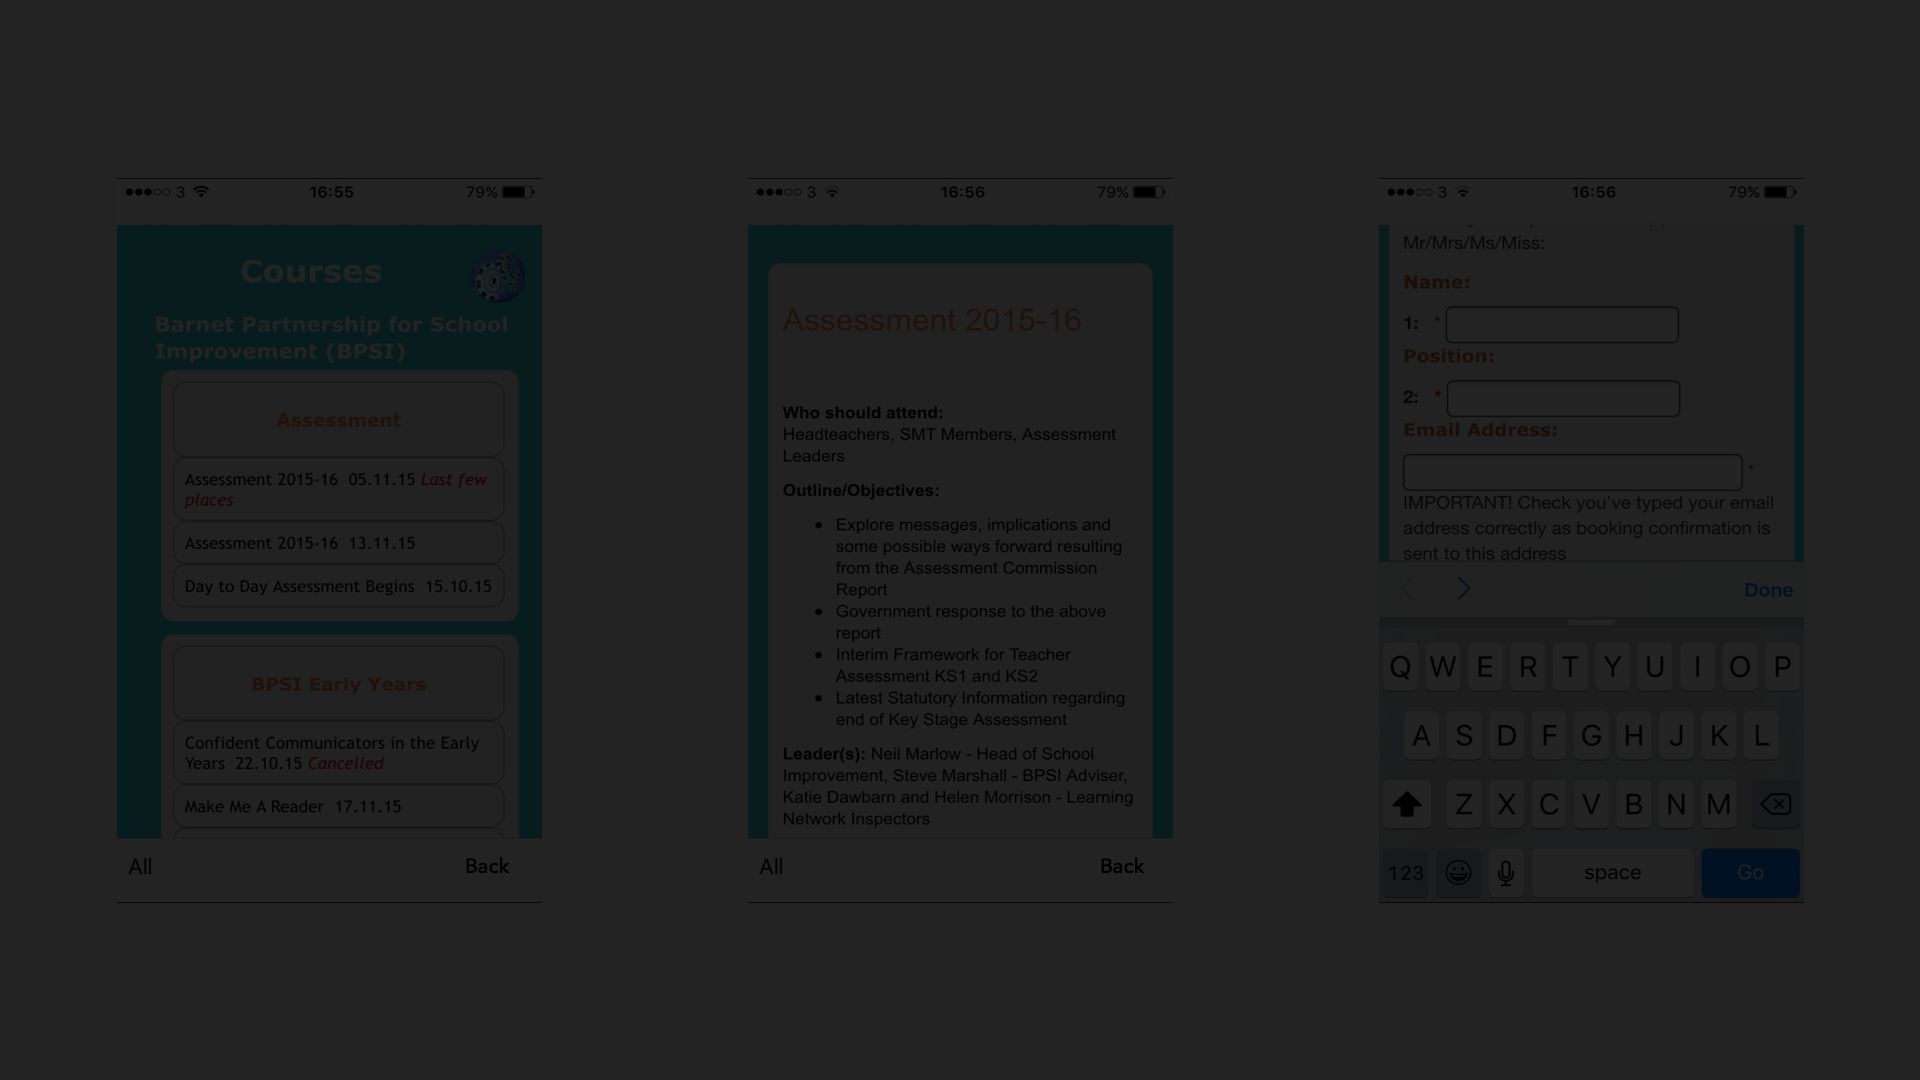 3 16:55 79%
Courses
Barnet Partnership for School
Improvement (BPSI)
Assessment
Assessment 2015-16 05.11.15 Last few
places
Assessment 2015-16 13.11.15
Day to Day Assessment Begins 15.10.15
BPSI Early Years
Confident Communicators in the Early
Years 22.10.15 Cancelled
Make Me A Reader 17.11.15
All Back
3 16:56 79%
Assessment 2015-16
Who should attend:
Headteachers, SMT Members, Assessment
Leaders
Outline/Objectives:
• Explore messages, implications and
some possible ways forward resulting
from the Assessment Commission
Report
• Government response to the above
report
• Interim Framework for Teacher
Assessment KS1 and KS2
• Latest Statutory Information regarding
end of Key Stage Assessment
Leader(s): Neil Marlow - Head of School
Improvement, Steve Marshall - BPSI Adviser,
Katie Dawbarn and Helen Morrison - Learning
Network Inspectors
All Back
3 16:56 79%
Mr/Mrs/Ms/Miss:
Name:
1: *
Position:
2: *
Email Address:
*
IMPORTANT! Check you've typed your email
address correctly as booking confirmation is
sent to this address
Done
Q W E R T Y U I O P
A S D F G H J K L
Z X C V B N M
123 space Go